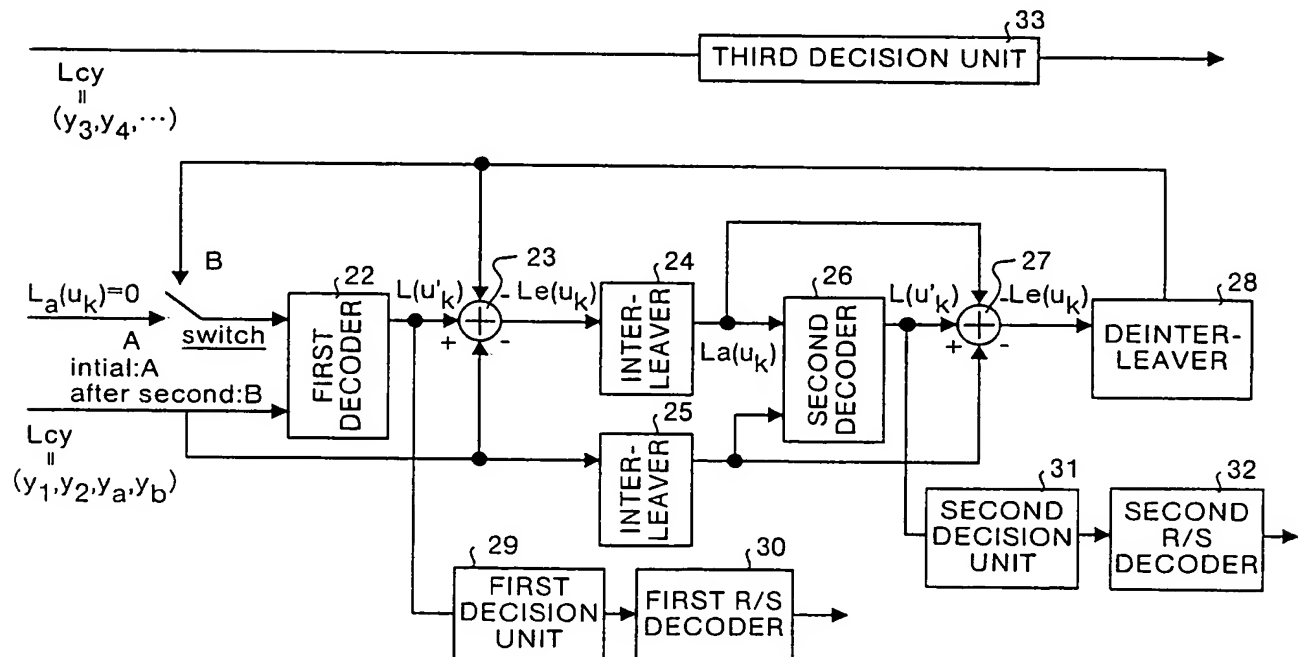 33
THIRD DECISION UNIT
Lcy
=
(y3,y4,⋯)
B
22
L(u'k)
23
- Le(uk)
24
26
L(u'k)
27
-Le(uk)
28
La(uk)=0
A
switch
intial:A
after second:B
FIRST
DECODER
+
-
INTER-
LEAVER
La(uk)
SECOND
DECODER
+
-
DEINTER-
LEAVER
25
INTER-
LEAVER
Lcy
=
(y1,y2,ya,yb)
31
SECOND
DECISION
UNIT
32
SECOND
R/S
DECODER
29
FIRST
DECISION
UNIT
30
FIRST R/S
DECODER